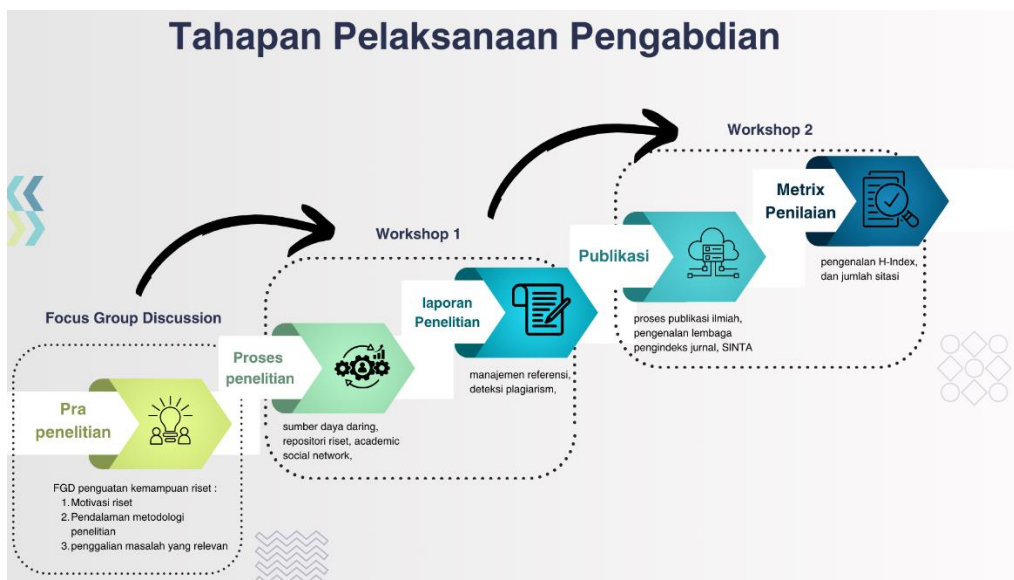 Tahapan Pelaksanaan Pengabdian
Focus Group Discussion
Pra
penelitian
FGD penguatan kemampuan riset :
1.Motivasi riset
2.Pendalaman metodologi
penelitian
3.penggalian masalah yang relevan
Workshop 1
Proses
penelitian
sumber daya daring,
repositori riset, academic
social network,
laporan
Penelitian
manajemen referensi,
deteksi plagiarism,
Workshop 2
Publikasi
proses publikasi ilmiah,
pengenalan lembaga
pengindeks jurnal, SINTA
Metrix
Penilaian
pengenalan H-Index,
dan jumlah sitasi